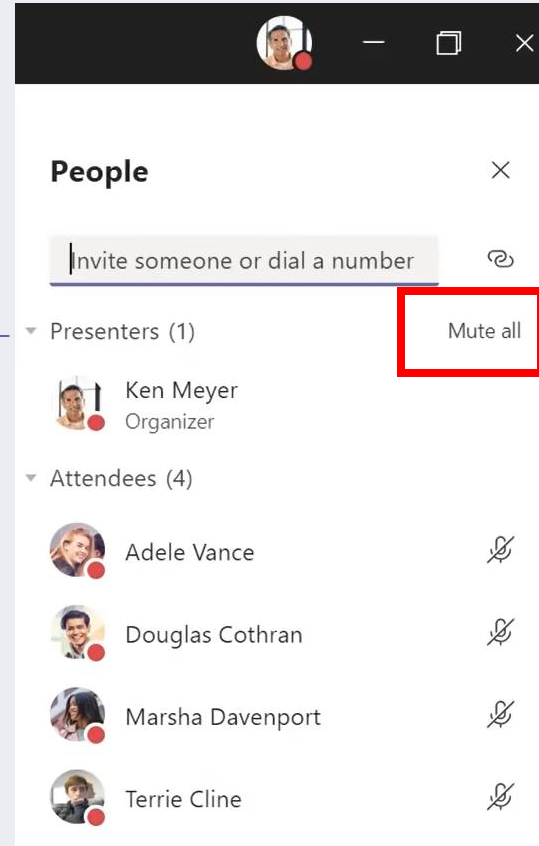 People
Invite someone or dial a number
Presenters (1)
Mute all
Ken Meyer
Organizer
Attendees (4)
Adele Vance
Douglas Cothran
Marsha Davenport
Terrie Cline